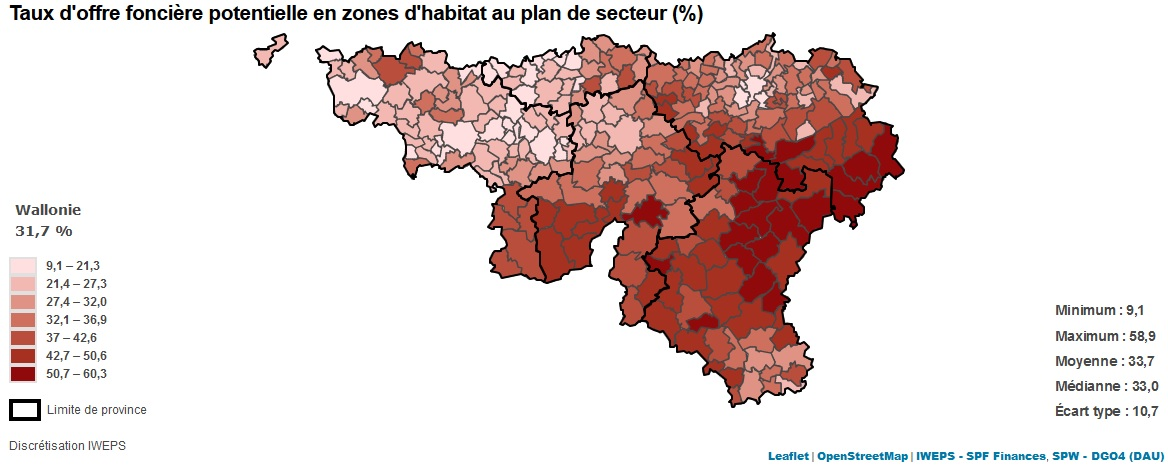 Taux d'offre foncière potentielle en zones d'habitat au plan de secteur (%)
Wallonie
31,7 %
9,1 – 21,3
21,4 – 27,3
27,4 – 32,0
32,1 – 36,9
37 – 42,6
42,7 – 50,6
50,7 – 60,3
Limite de province
Discrétisation IWEPS
Minimum : 9,1
Maximum : 58,9
Moyenne : 33,7
Médianne : 33,0
Écart type : 10,7
Leaflet | OpenStreetMap | IWEPS - SPF Finances, SPW - DGO4 (DAU)